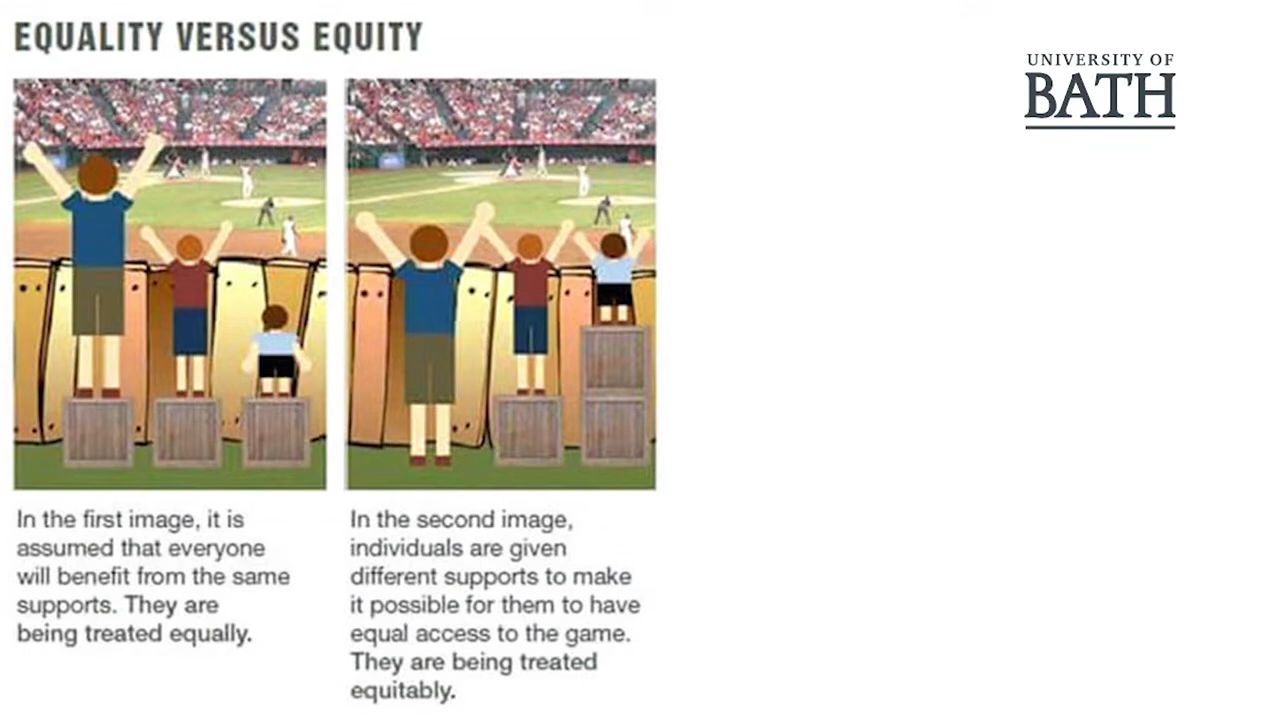 EQUALITY VERSUS EQUITY
UNIVERSITY OF
BATH
In the first image, it is
assumed that everyone
will benefit from the same
supports. They are
being treated equally.
In the second image,
individuals are given
different supports to make
it possible for them to have
equal access to the game.
They are being treated
equitably.